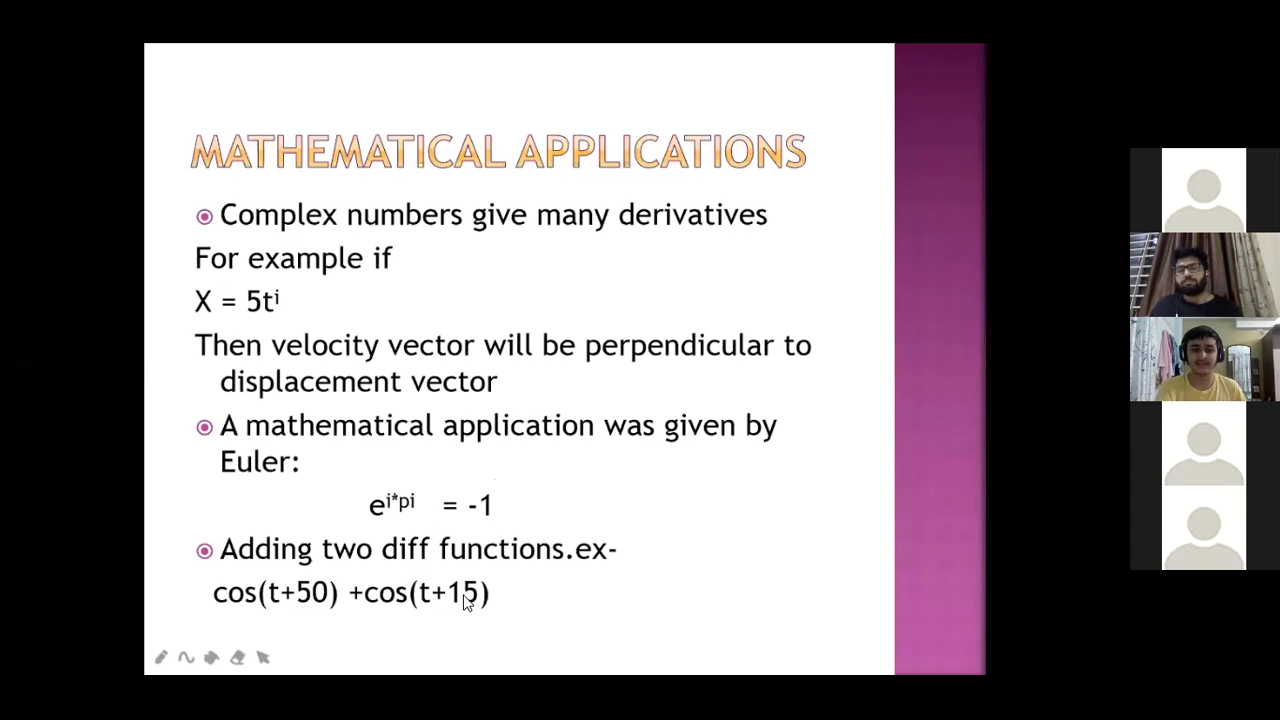 MATHEMATICAL APPLICATIONS
Complex numbers give many derivatives
For example if
X = 5tⁱ
Then velocity vector will be perpendicular to
displacement vector
A mathematical application was given by
Euler:
e^i*pi = -1
Adding two diff functions.ex-
cos(t+50) +cos(t+15)